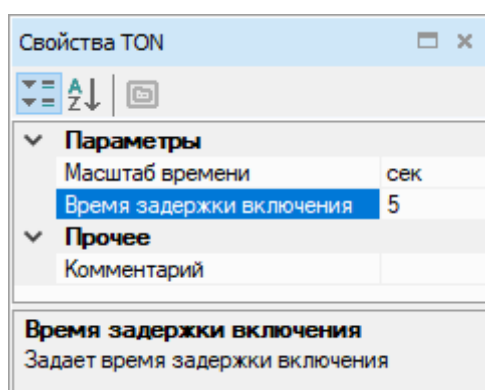 Свойства TON
A
Z
Параметры
Масштаб времени сек
Время задержки включения 5
Прочее
Комментарий
Время задержки включения
Задает время задержки включения